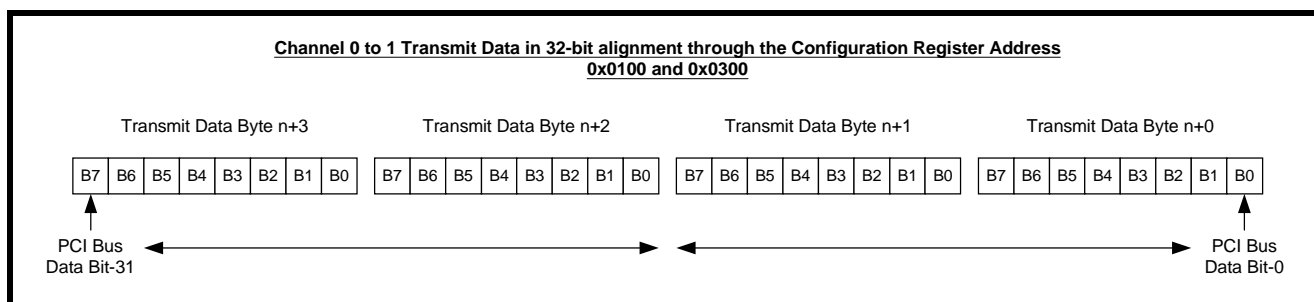 Channel 0 to 1 Transmit Data in 32-bit alignment through the Configuration Register Address
0x0100 and 0x0300
Transmit Data Byte n+3 Transmit Data Byte n+2 Transmit Data Byte n+1 Transmit Data Byte n+0
B7 B6 B5 B4 B3 B2 B1 B0 B7 B6 B5 B4 B3 B2 B1 B0 B7 B6 B5 B4 B3 B2 B1 B0 B7 B6 B5 B4 B3 B2 B1 B0
PCI Bus PCI Bus
Data Bit-31 Data Bit-0